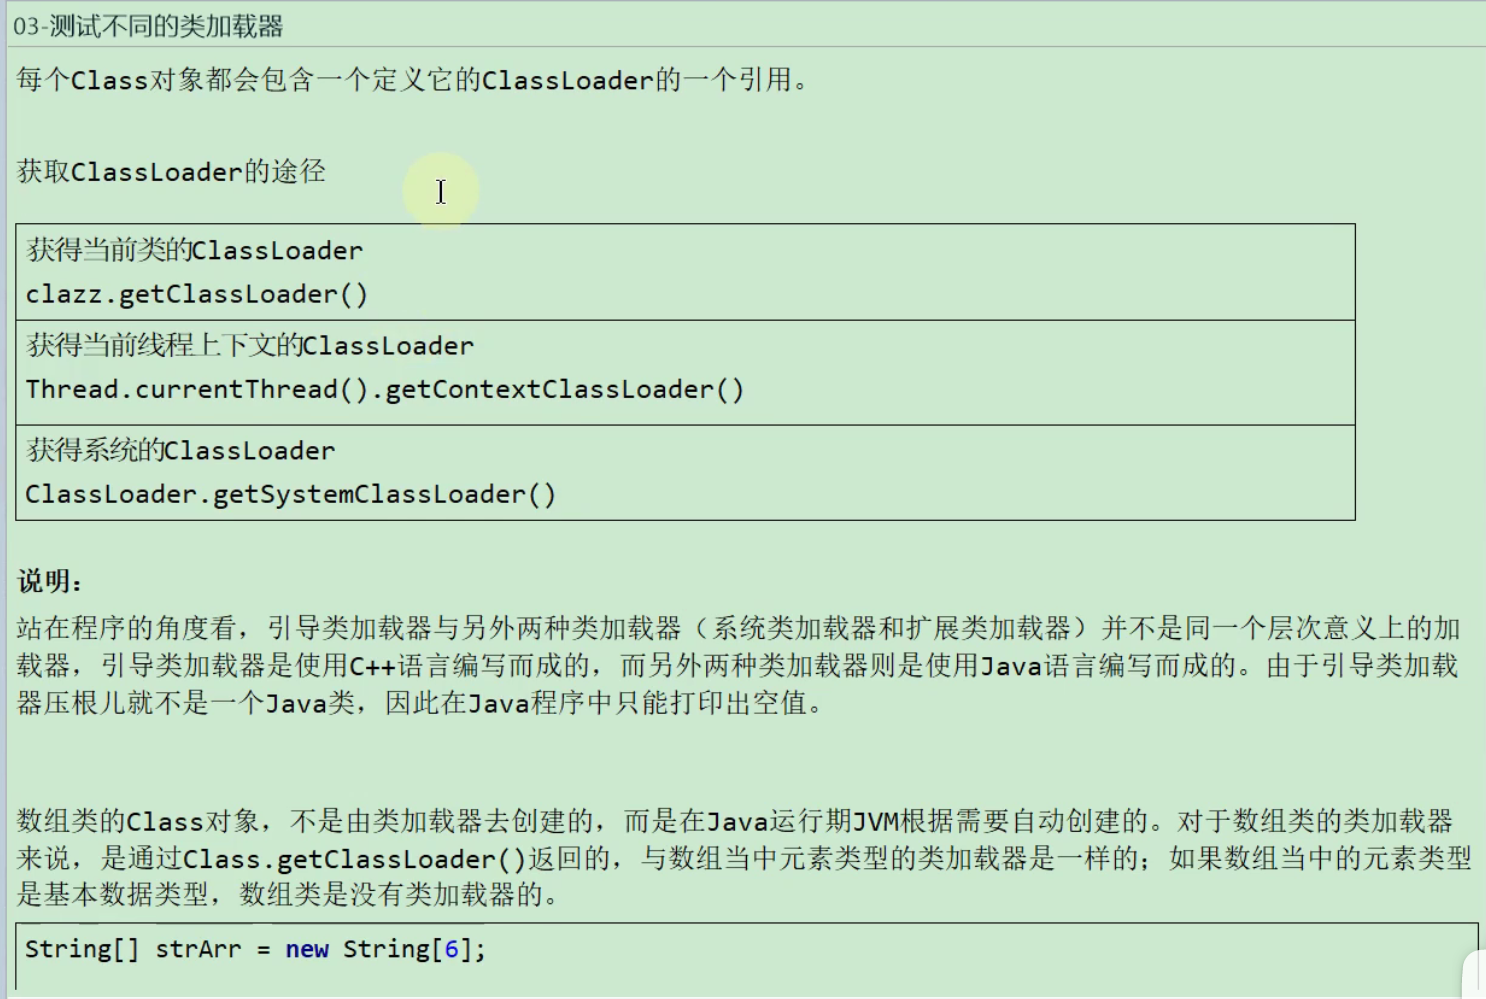 03-测试不同的类加载器
每个Class对象都会包含一个定义它的ClassLoader的一个引用。
获取ClassLoader的途径
获得当前类的ClassLoader
clazz.getClassLoader()
获得当前线程上下文的ClassLoader
Thread.currentThread().getContextClassLoader()
获得系统的ClassLoader
ClassLoader.getSystemClassLoader()
说明：
站在程序的角度看，引导类加载器与另外两种类加载器（系统类加载器和扩展类加载器）并不是同一个层次意义上的加
载器，引导类加载器是使用C++语言编写而成的，而另外两种类加载器则是使用Java语言编写而成的。由于引导类加载
器压根儿就不是一个Java类，因此在Java程序中只能打印出空值。
数组类的Class对象，不是由类加载器去创建的，而是在Java运行期JVM根据需要自动创建的。对于数组类的类加载器
来说，是通过Class.getClassLoader()返回的，与数组当中元素类型的类加载器是一样的；如果数组当中的元素类型
是基本数据类型，数组类是没有类加载器的。
String[] strArr = new String[6];